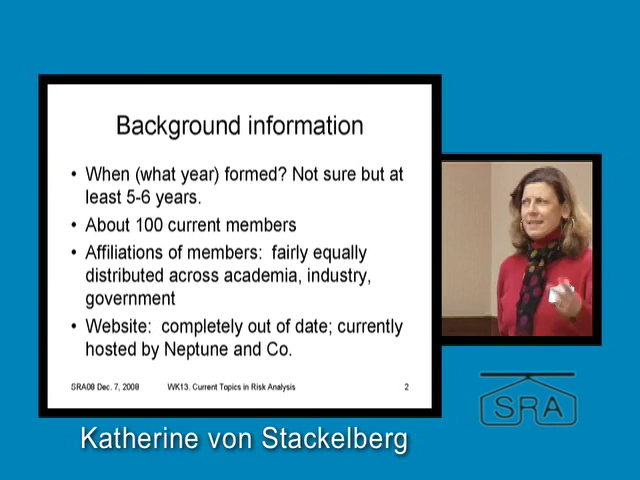 Background information
• When (what year) formed? Not sure but at
least 5-6 years.
• About 100 current members
• Affiliations of members: fairly equally
distributed across academia, industry,
government
• Website: completely out of date; currently
hosted by Neptune and Co.
SRA08 Dec. 7, 2008 WK13. Current Topics in Risk Analysis 2
SRA
Katherine von Stackelberg